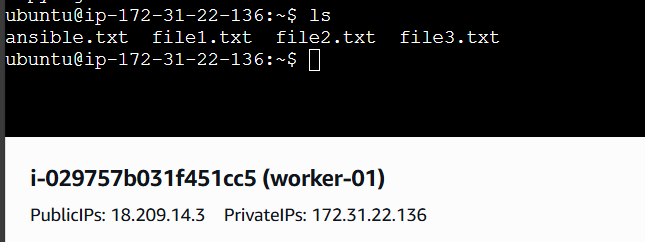 ubuntu@ip-172-31-22-136:~$ ls
ansible.txt  file1.txt  file2.txt  file3.txt
ubuntu@ip-172-31-22-136:~$
i-029757b031f451cc5 (worker-01)
PublicIPs: 18.209.14.3    PrivateIPs: 172.31.22.136